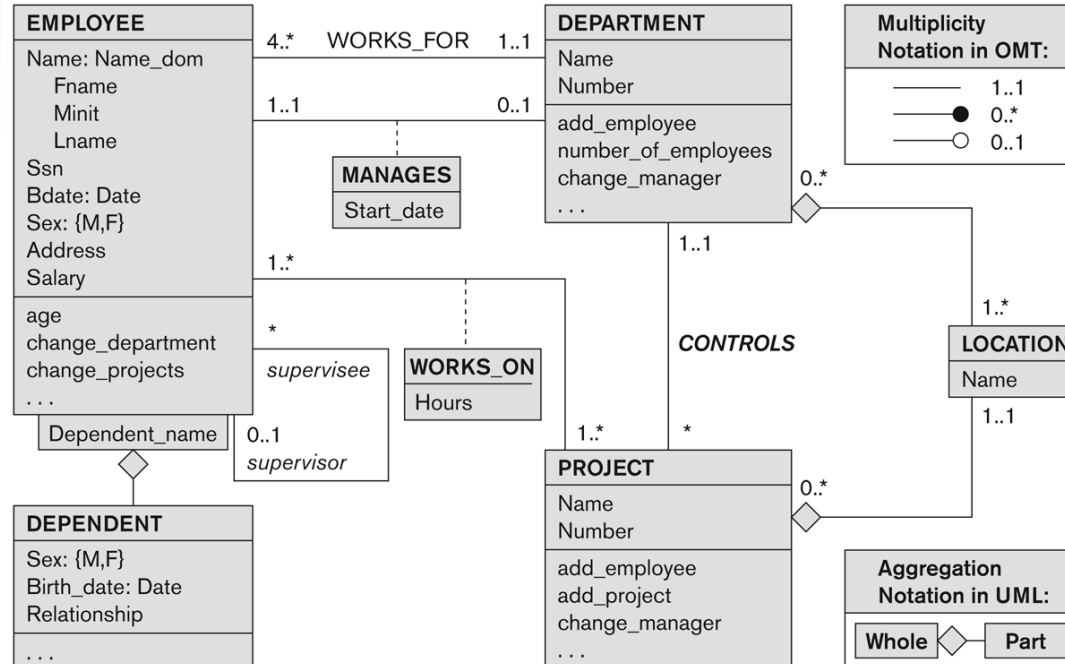 EMPLOYEE
Name: Name_dom
Fname
Minit
Lname
Ssn
Bdate: Date
Sex: {M,F}
Address
Salary
age
change_department
change_projects
. . .
Dependent_name
DEPENDENT
Sex: {M,F}
Birth_date: Date
Relationship
. . .
4..* WORKS_FOR 1..1
1..1 0..1
MANAGES
Start_date
1..*
*
supervisee
0..1
supervisor
WORKS_ON
Hours
1..*
DEPARTMENT
Name
Number
add_employee
number_of_employees
change_manager
. . .
0..*
1..1
CONTROLS
*
PROJECT
Name
Number
add_employee
add_project
change_manager
. . .
0..*
Multiplicity
Notation in OMT:
1..1
0..*
0..1
1..*
LOCATION
Name
1..1
Aggregation
Notation in UML:
Whole Part